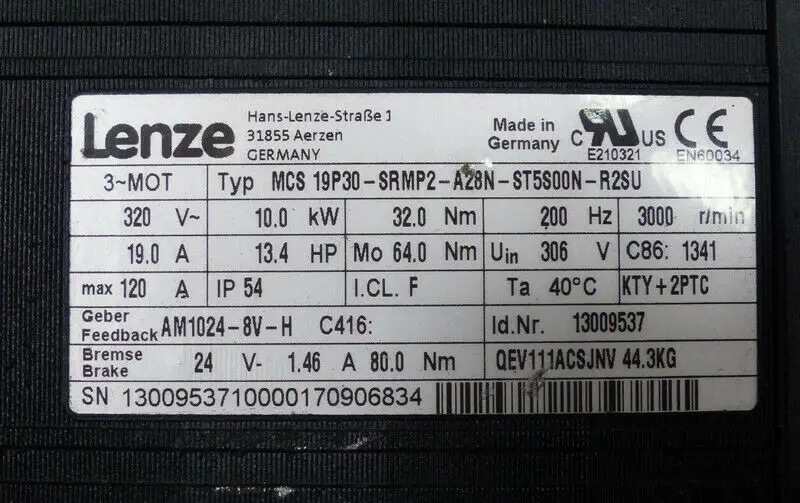 Lenze
Hans-Lenze-Straße 1
31855 Aerzen
GERMANY
Made in
Germany
C UL US
E210321
CE
EN60034
3~MOT Typ MCS 19P30-SRMP2-A28N-ST5S00N-R2SU
320 V~ 10.0 kW 32.0 Nm 200 Hz 3000 r/min
19.0 A 13.4 HP Mo 64.0 Nm Uin 306 V C86: 1341
max 120 A IP 54 I.CL. F Ta 40°C KTY+2PTC
Geber
Feedback AM1024-8V-H C416: Id.Nr. 13009537
Bremse
Brake 24 V- 1.46 A 80.0 Nm QEV111ACSJNV 44.3KG
SN 1300953710000170906834